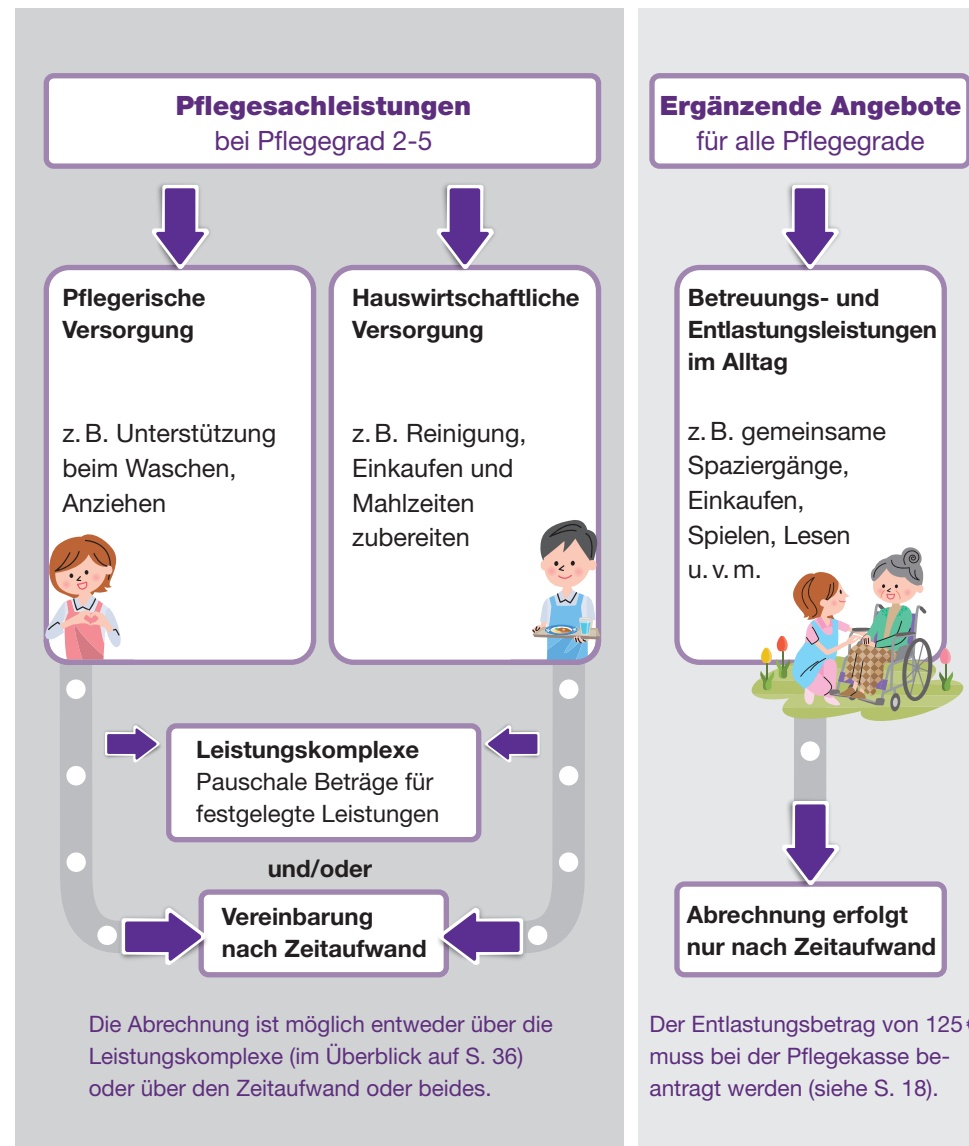 Pflegesachleistungen
bei Pflegegrad 2-5
Pflegerische
Versorgung
z. B. Unterstützung
beim Waschen,
Anziehen
Hauswirtschaftliche
Versorgung
z. B. Reinigung,
Einkaufen und
Mahlzeiten
zubereiten
Leistungskomplexe
Pauschale Beträge für
festgelegte Leistungen
und/oder
Vereinbarung
nach Zeitaufwand
Die Abrechnung ist möglich entweder über die
Leistungskomplexe (im Überblick auf S. 36)
oder über den Zeitaufwand oder beides.
Ergänzende Angebote
für alle Pflegegrade
Betreuungs- und
Entlastungsleistungen
im Alltag
z. B. gemeinsame
Spaziergänge,
Einkaufen,
Spielen, Lesen
u. v. m.
Abrechnung erfolgt
nur nach Zeitaufwand
Der Entlastungsbetrag von 125 €
muss bei der Pflegekasse be-
antragt werden (siehe S. 18).